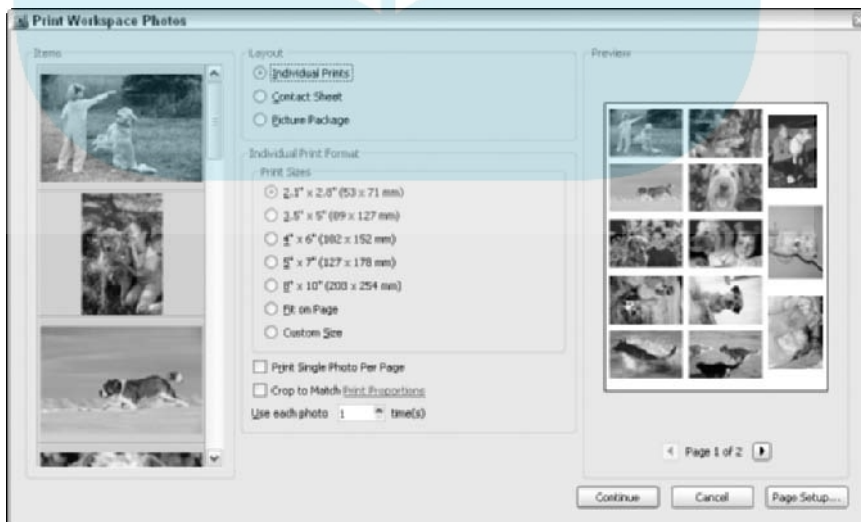 Print Workspace Photos
Items
Layout
Individual Prints
Contact Sheet
Picture Package
Individual Print Format
Print Sizes
2.1" x 2.8" (53 x 71 mm)
3.5" x 5" (89 x 127 mm)
4" x 6" (102 x 152 mm)
5" x 7" (127 x 178 mm)
8" x 10" (203 x 254 mm)
Fit on Page
Custom Size
Print Single Photo Per Page
Crop to Match Print Proportions
Use each photo 1 time(s)
Preview
Page 1 of 2
Continue
Cancel
Page Setup...